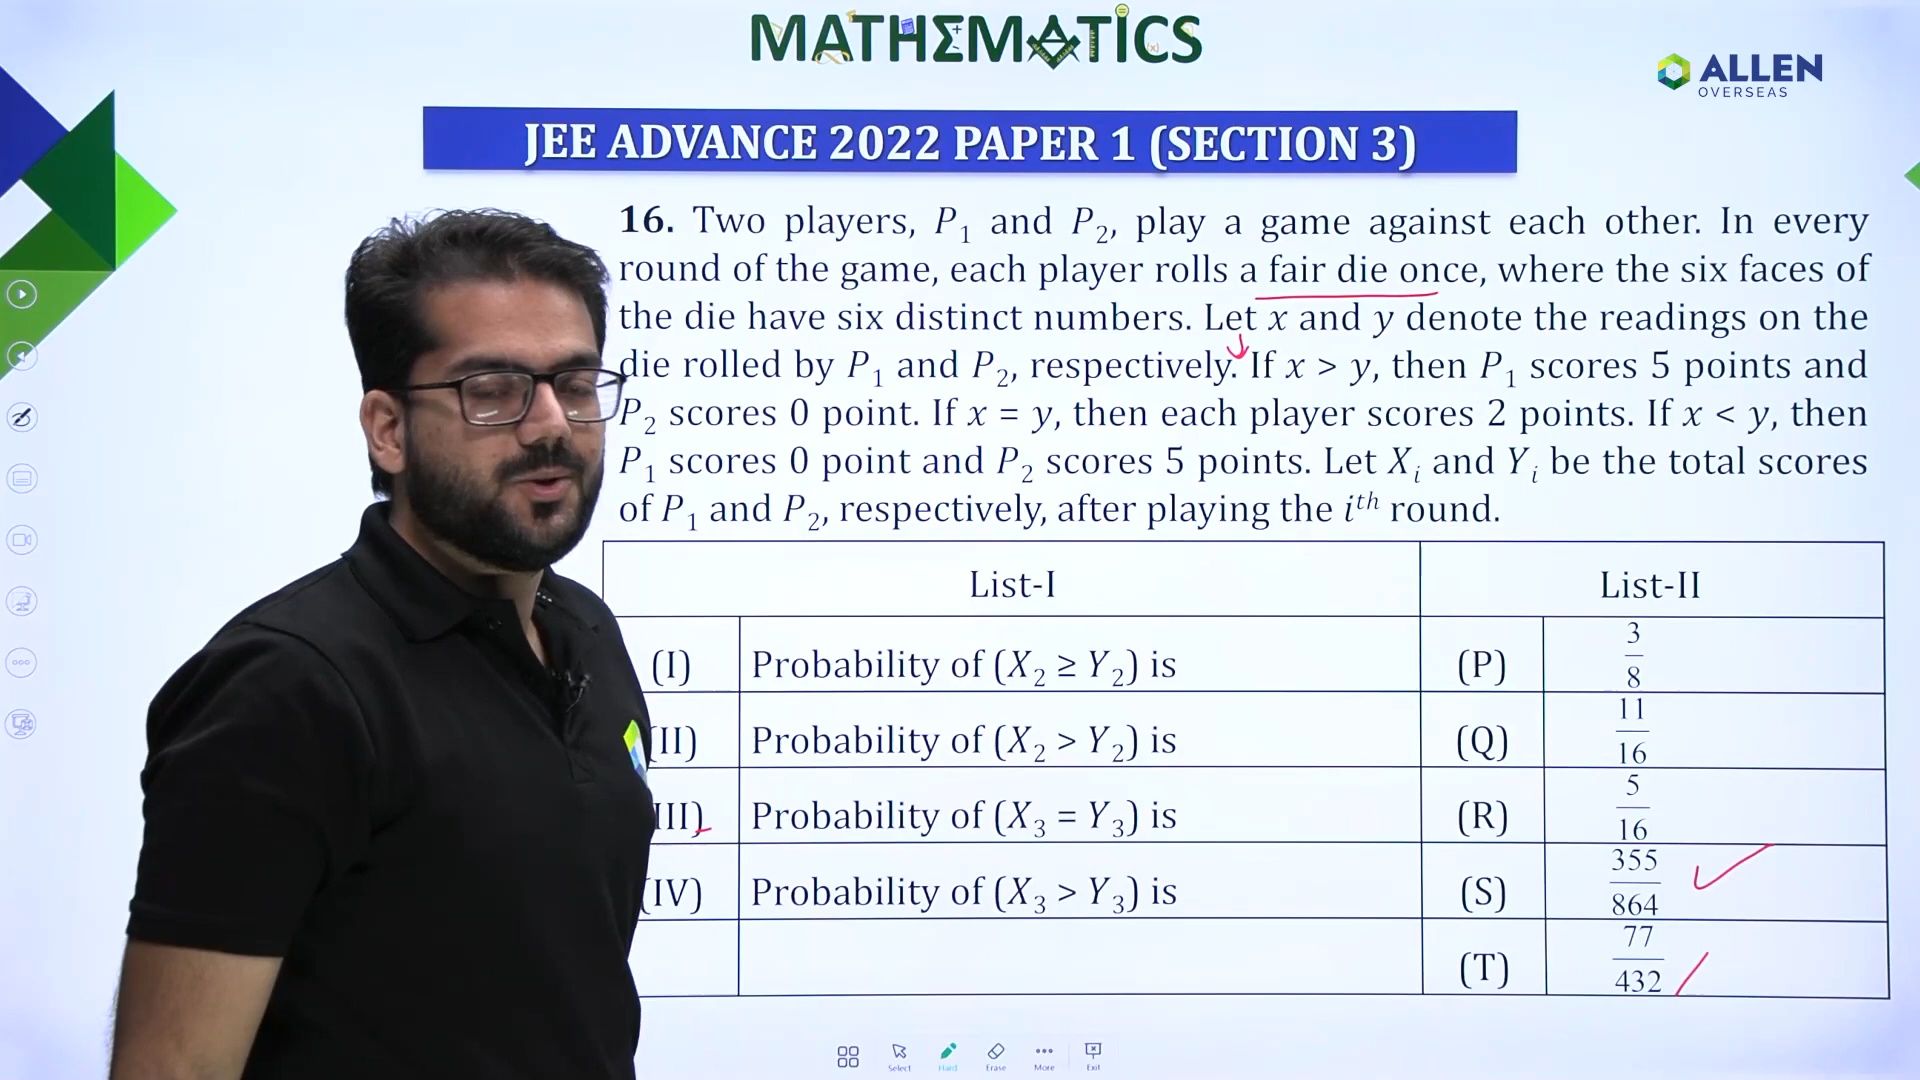 MATHΣMATICS
ALLEN
OVERSEAS
JEE ADVANCE 2022 PAPER 1 (SECTION 3)
16. Two players, P₁ and P₂, play a game against each other. In every
round of the game, each player rolls a fair die once, where the six faces of
the die have six distinct numbers. Let x and y denote the readings on the
die rolled by P₁ and P₂, respectively. If x > y, then P₁ scores 5 points and
P₂ scores 0 point. If x = y, then each player scores 2 points. If x < y, then
P₁ scores 0 point and P₂ scores 5 points. Let Xᵢ and Yᵢ be the total scores
of P₁ and P₂, respectively, after playing the iᵗʰ round.
List-I List-II
(I) Probability of (X₂ ≥ Y₂) is (P) 3/8
(II) Probability of (X₂ > Y₂) is (Q) 11/16
(III) Probability of (X₃ = Y₃) is (R) 5/16
(IV) Probability of (X₃ > Y₃) is (S) 355/864
(T) 77/432
Select Hard Erase More Exit